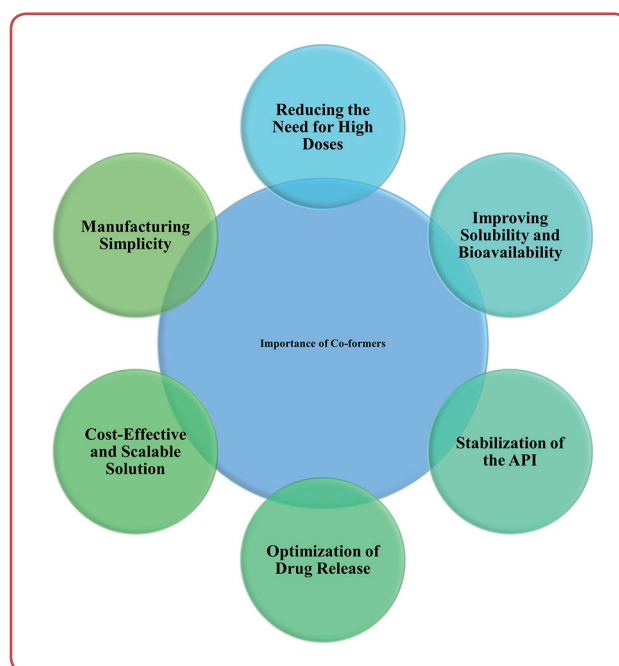 Reducing the
Need for High
Doses
Improving
Solubility and
Bioavailability
Stabilization of
the API
Optimization of
Drug Release
Cost-Effective
and Scalable
Solution
Manufacturing
Simplicity
Importance of Co-formers